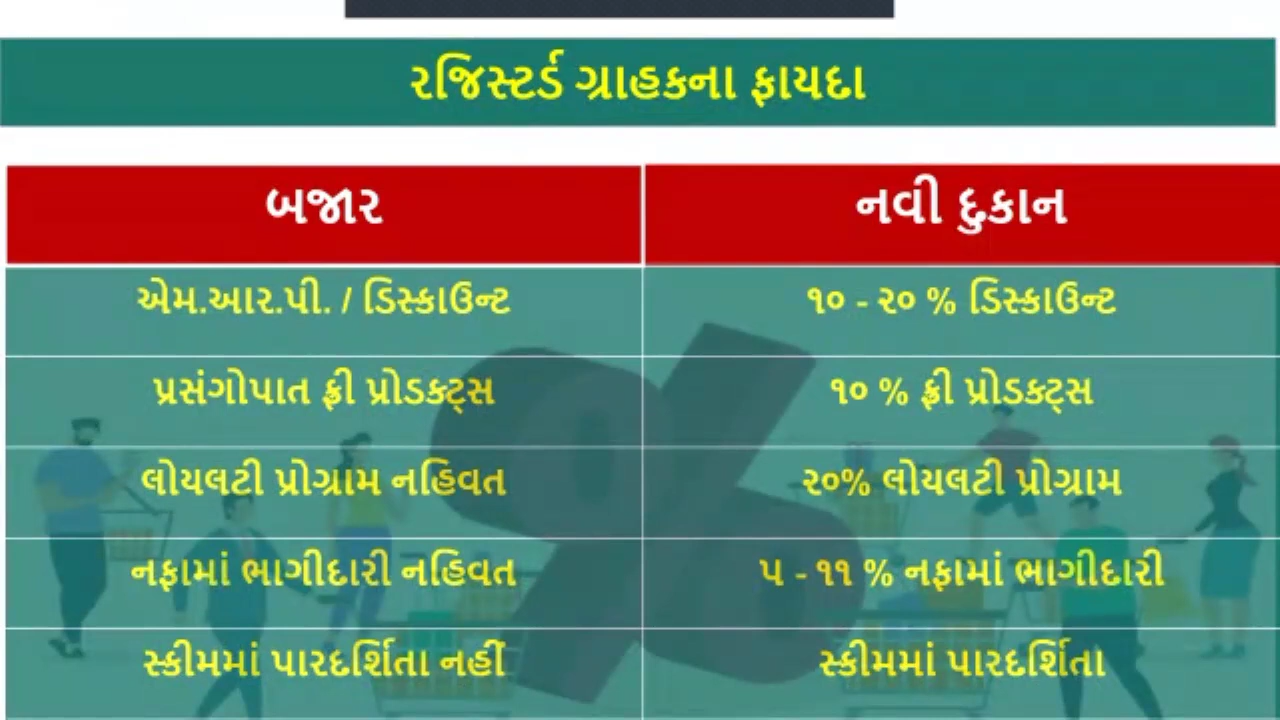 રજિસ્ટર્ડ ગ્રાહકના ફાયદા
બજાર
નવી દુકાન
એમ.આર.પી. / ડિસ્કાઉન્ટ
૧૦ - ૨૦ % ડિસ્કાઉન્ટ
પ્રસંગોપાત ફ્રી પ્રોડક્ટ્સ
૧૦ % ફ્રી પ્રોડક્ટ્સ
લોયલટી પ્રોગ્રામ નહિવત
૨૦% લોયલટી પ્રોગ્રામ
નફામાં ભાગીદારી નહિવત
૫ - ૧૧ % નફામાં ભાગીદારી
સ્કીમમાં પારદર્શિતા નહીં
સ્કીમમાં પારદર્શિતા